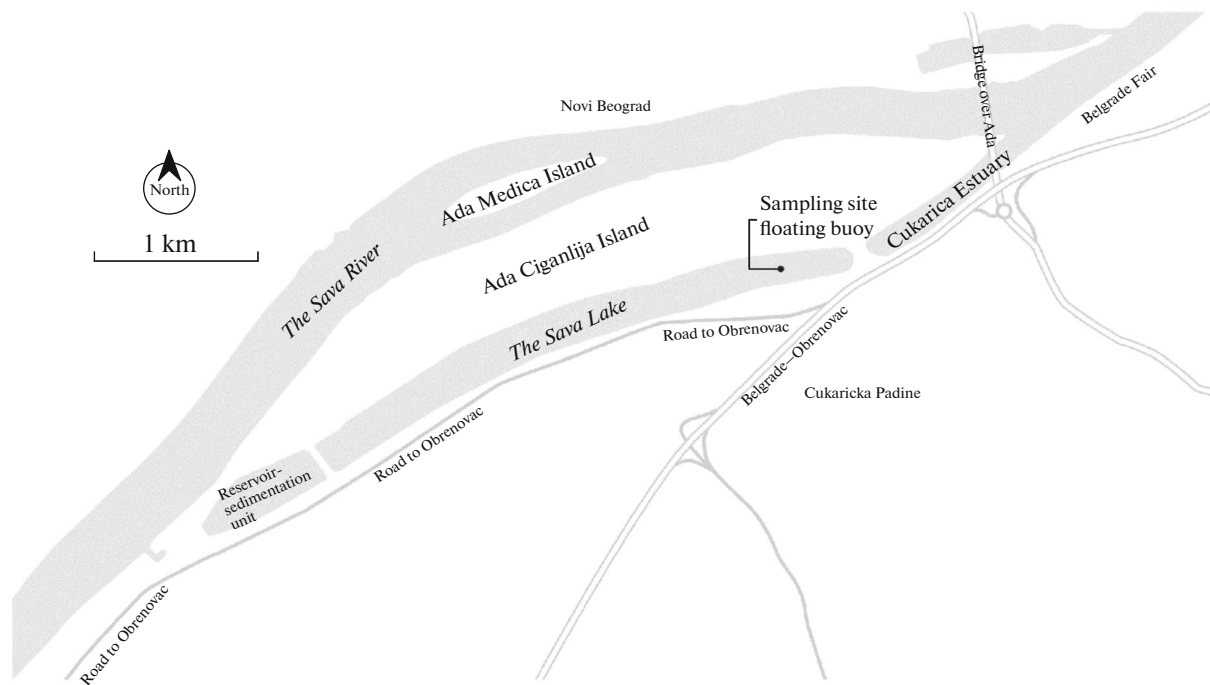 Novi Beograd
Bridge over Ada
Belgrade Fair
North
1 km
Ada Medica Island
Cukarica Estuary
Sampling site
floating buoy
The Sava River
Ada Ciganlija Island
The Sava Lake
Road to Obrenovac
Belgrade–Obrenovac
Cukaricka Padine
Road to Obrenovac
Reservoir-
sedimentation
unit
Road to Obrenovac